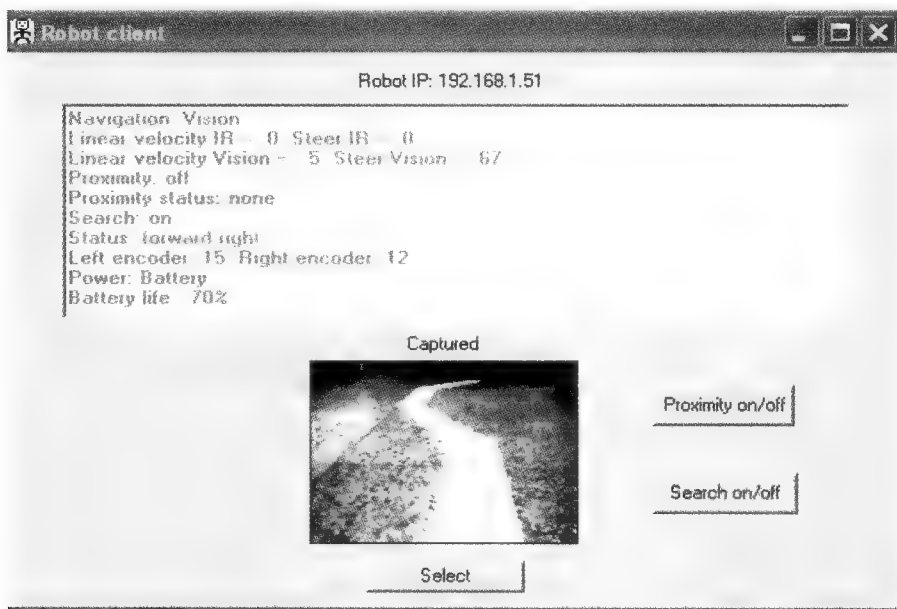 Robot client
Robot IP: 192.168.1.51
Navigation Vision
Linear velocity IR - 0 Steer IR - 0
Linear velocity Vision - 5 Steer Vision 67
Proximity: off
Proximity status: none
Search: on
Status forward right
Left encoder 15 Right encoder 12
Power: Battery
Battery life 70%
Captured
Proximity on/off
Search on/off
Select